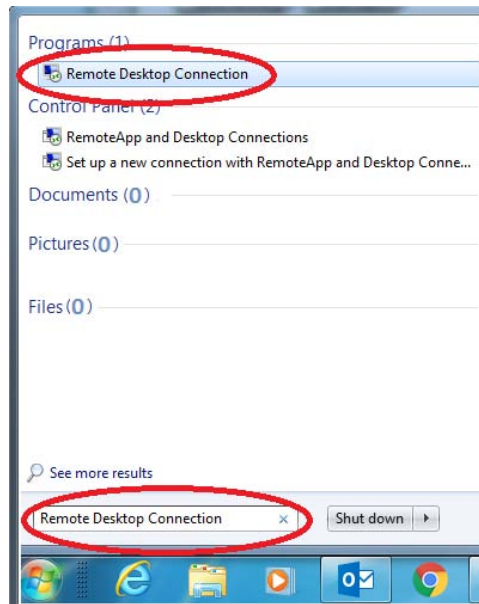 Programs (1)
Remote Desktop Connection
Control Panel (2)
RemoteApp and Desktop Connections
Set up a new connection with RemoteApp and Desktop Conne...
Documents (0)
Pictures (0)
Files (0)
See more results
Remote Desktop Connection
Shut down